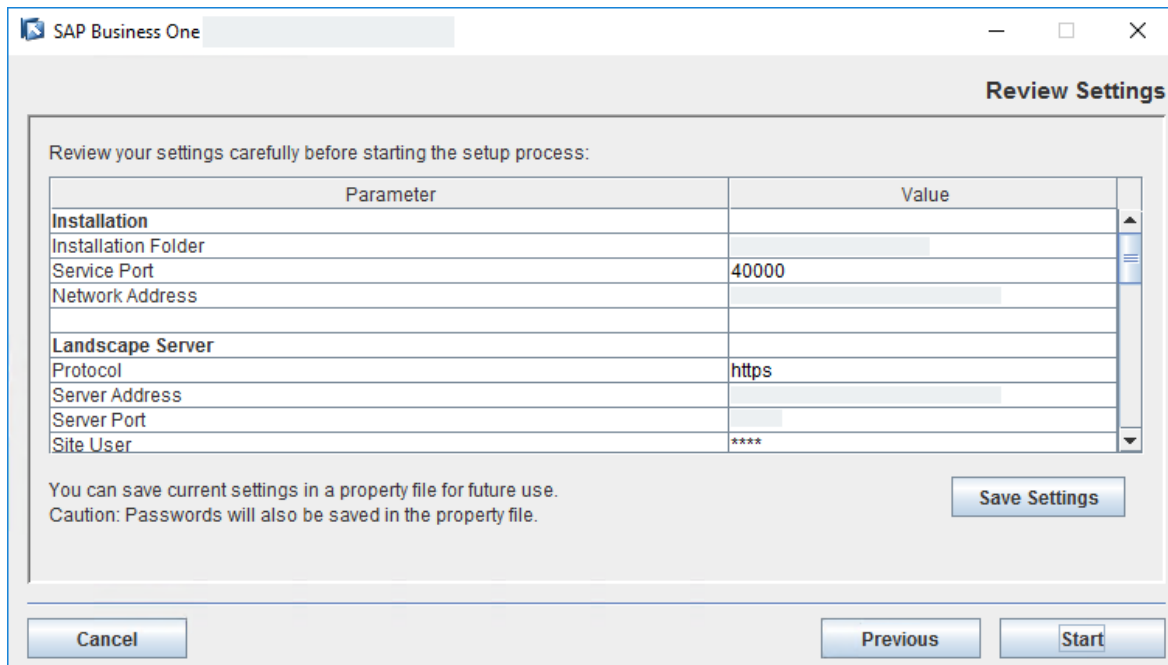 SAP Business One
Review Settings
Review your settings carefully before starting the setup process:
Parameter Value
Installation
Installation Folder
Service Port 40000
Network Address
Landscape Server
Protocol https
Server Address
Server Port
Site User ****
You can save current settings in a property file for future use.
Caution: Passwords will also be saved in the property file.
Save Settings
Cancel Previous Start